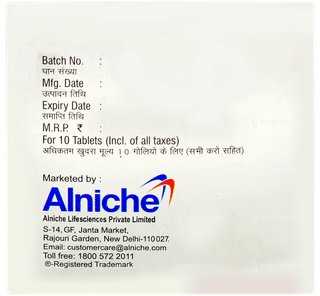 Batch No. :
घान संख्या
Mfg. Date :
उत्पादन तिथि
Expiry Date :
समाप्ति तिथि
M.R.P. ₹ :
For 10 Tablets (Incl. of all taxes)
अधिकतम खुदरा मूल्य 10 गोलियो के लिए (सभी करों सहित)
Marketed by :
Alniche
Alniche Lifesciences Private Limited
S-14, GF, Janta Market,
Rajouri Garden, New Delhi-110027.
Email: customercare@alniche.com
Toll free: 1800 572 2011
®-Registered Trademark